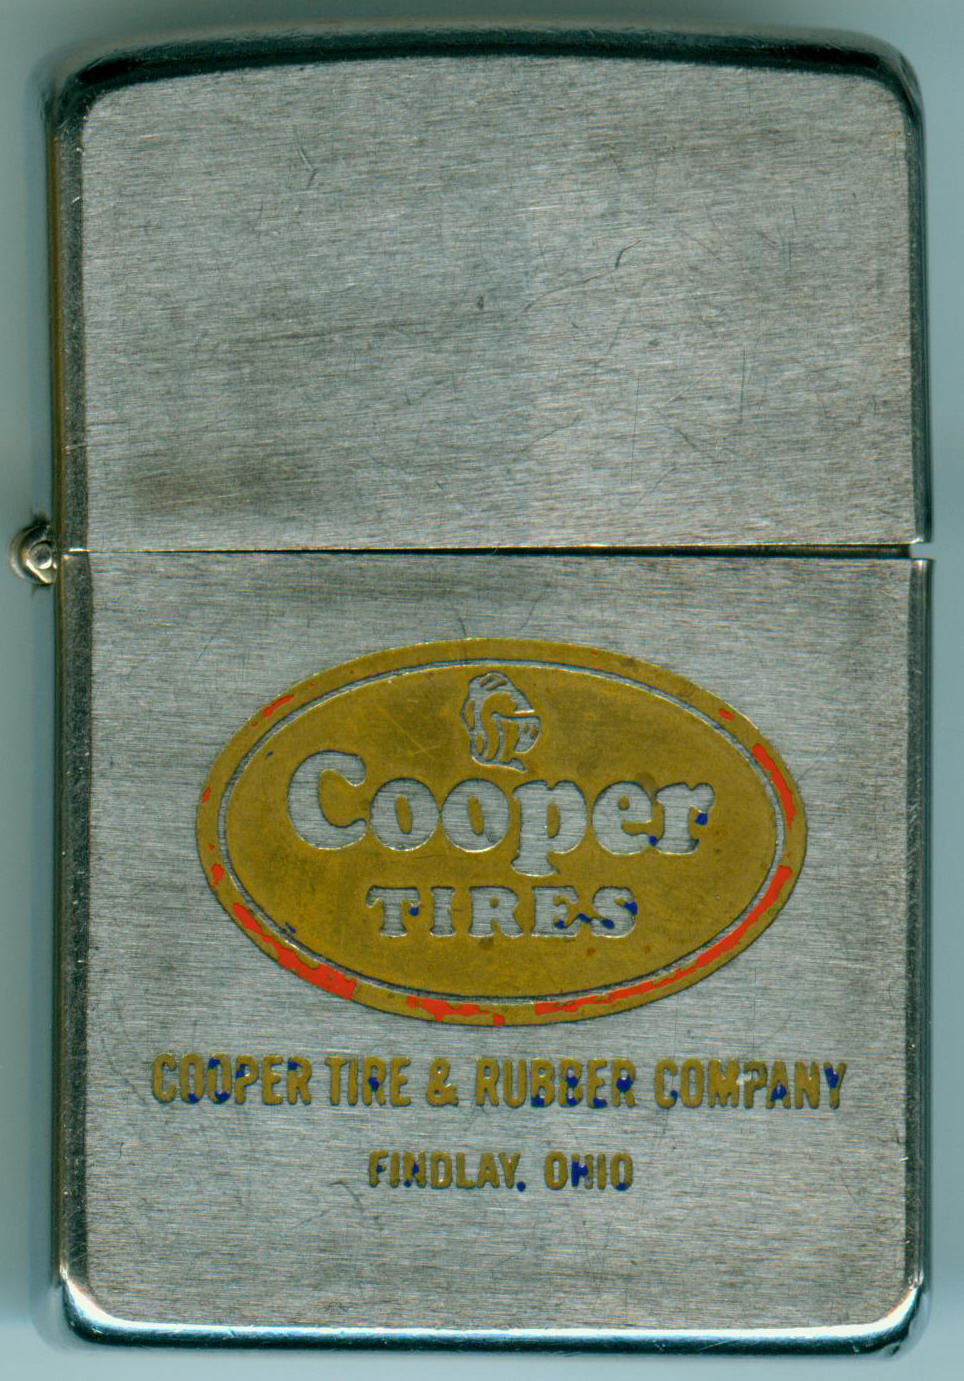 Cooper
TIRES
COOPER TIRE & RUBBER COMPANY
FINDLAY, OHIO